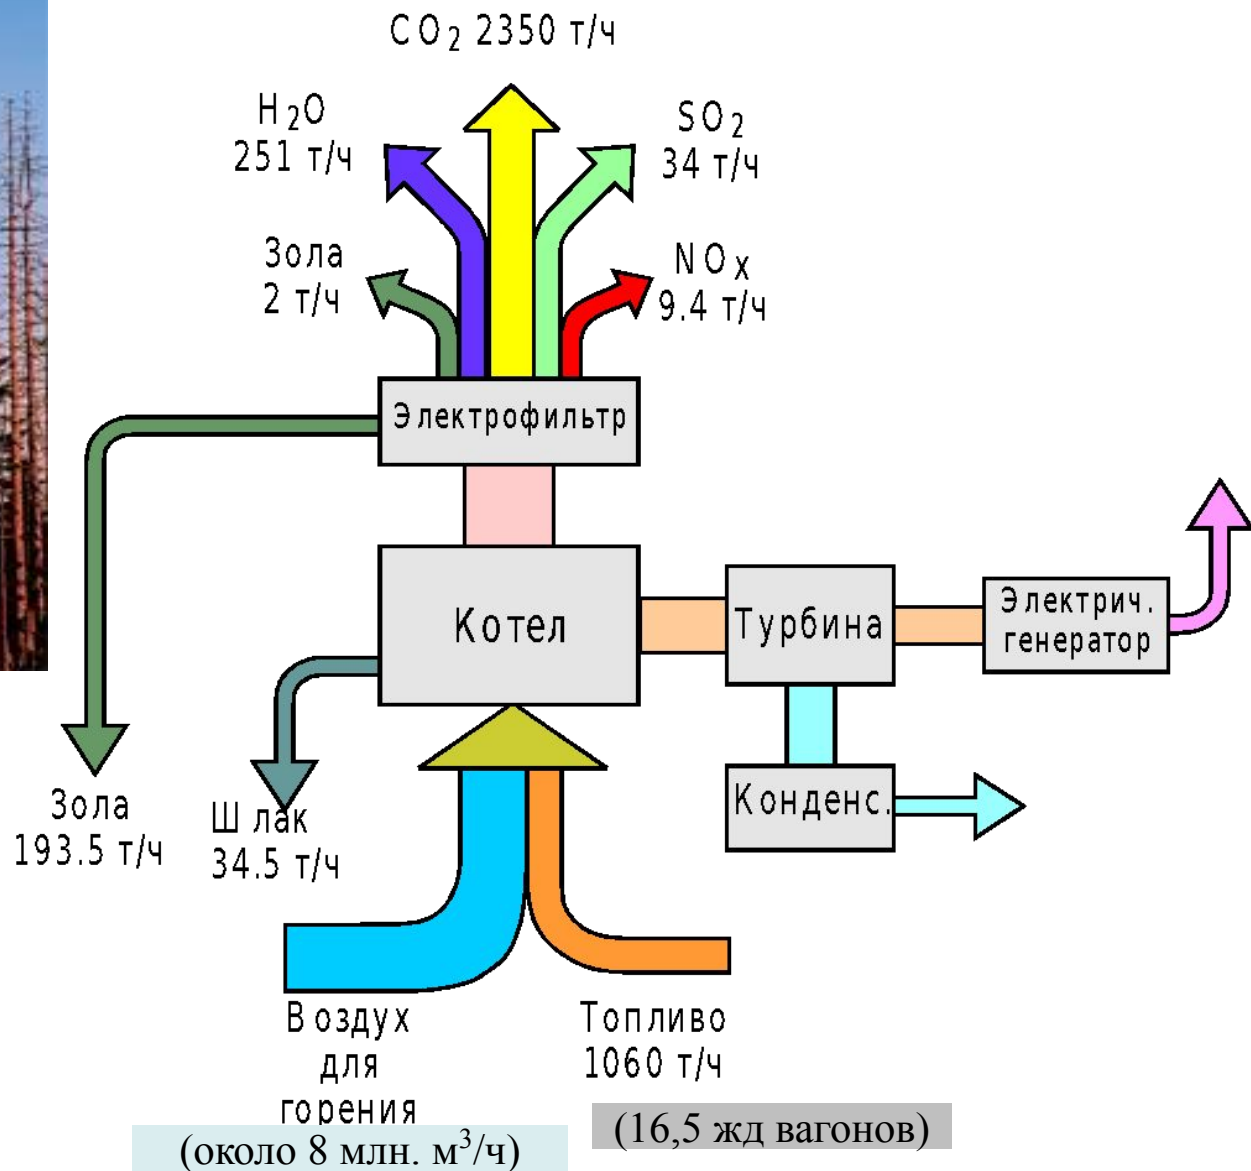 CO₂ 2350 т/ч
H₂O
251 т/ч
SO₂
34 т/ч
Зола
2 т/ч
NOx
9.4 т/ч
Электрофильтр
Котел
Турбина
Электрич.
генератор
Конденс.
Зола
193.5 т/ч
Шлак
34.5 т/ч
Воздух
для
горения
(около 8 млн. м³/ч)
Топливо
1060 т/ч
(16,5 жд вагонов)